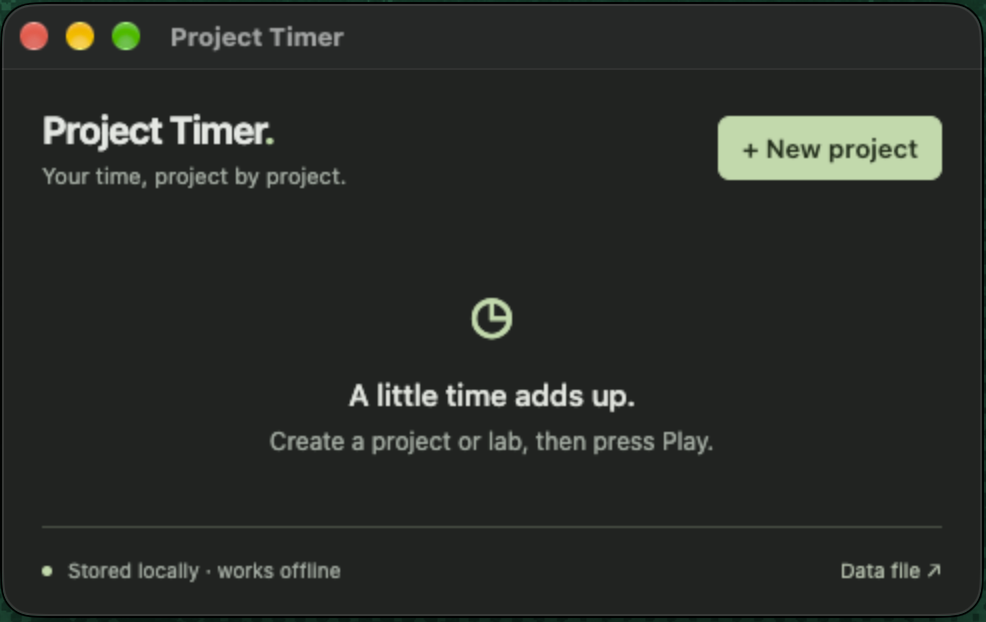 Project Timer
Project Timer.
Your time, project by project.
+ New project
A little time adds up.
Create a project or lab, then press Play.
Stored locally · works offline
Data file ↗